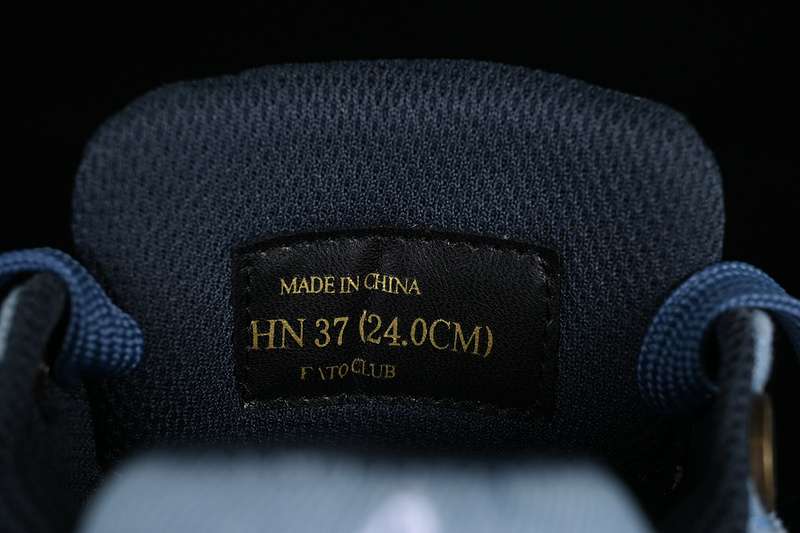 MADE IN CHINA
HN 37 (24.0CM)
CLUB